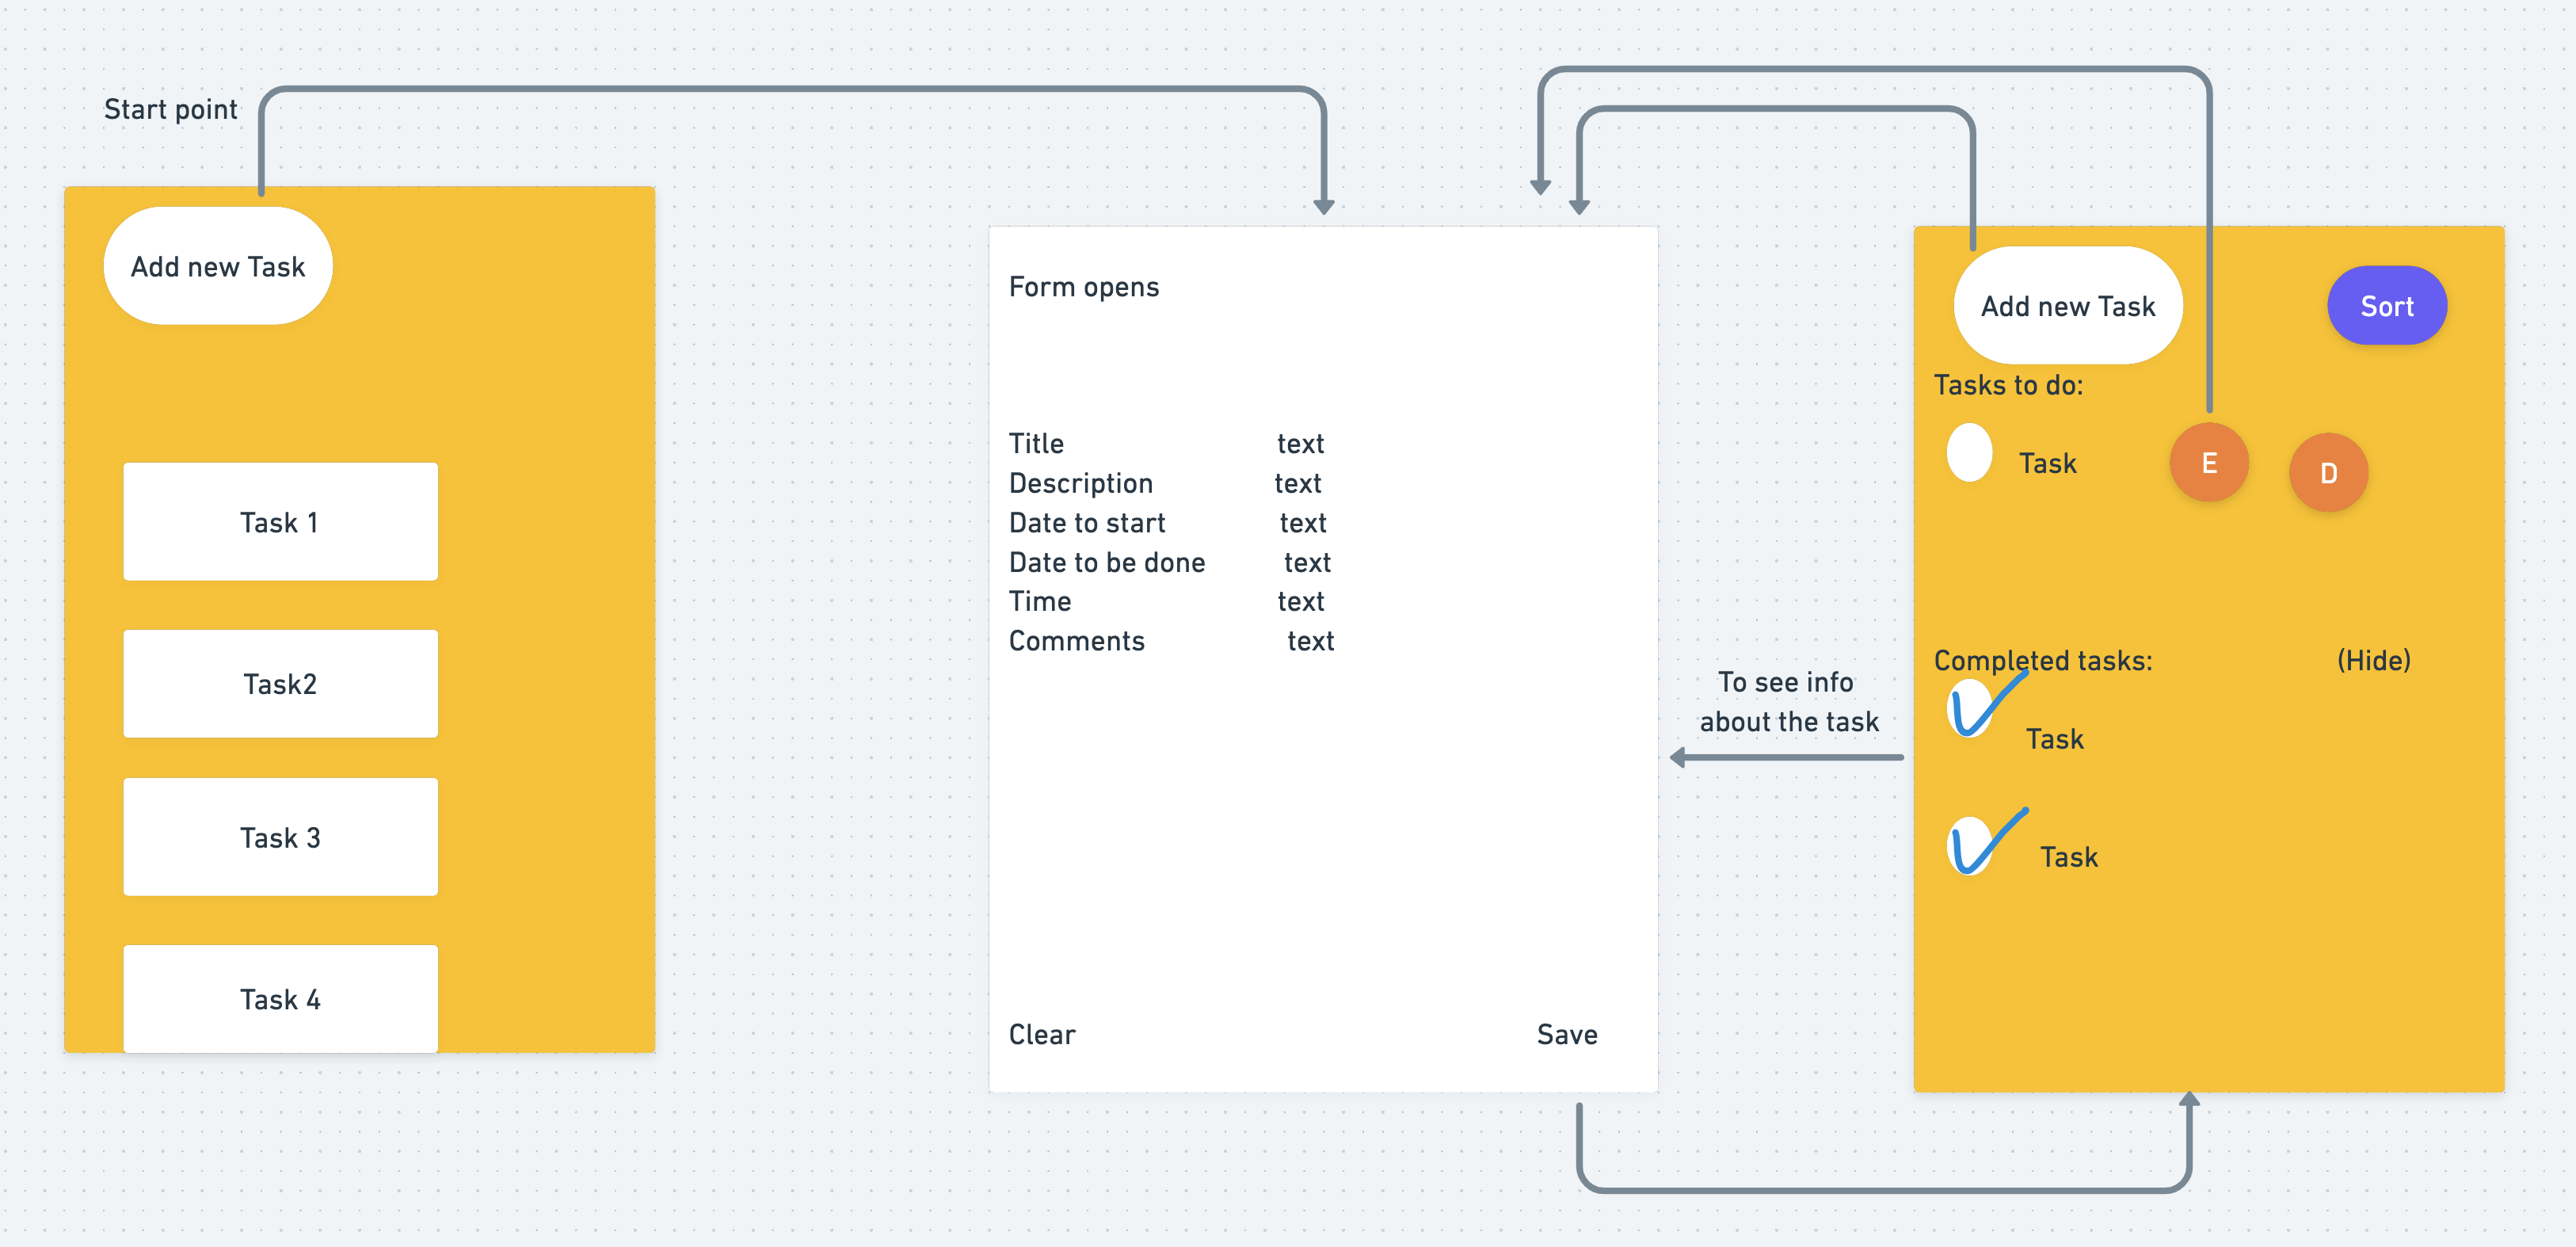 Start point
Add new Task
Task 1
Task2
Task 3
Task 4
Form opens
Title text
Description text
Date to start text
Date to be done text
Time text
Comments text
Clear Save
To see info
about the task
Add new Task Sort
Tasks to do:
Task E D
Completed tasks: (Hide)
Task
Task